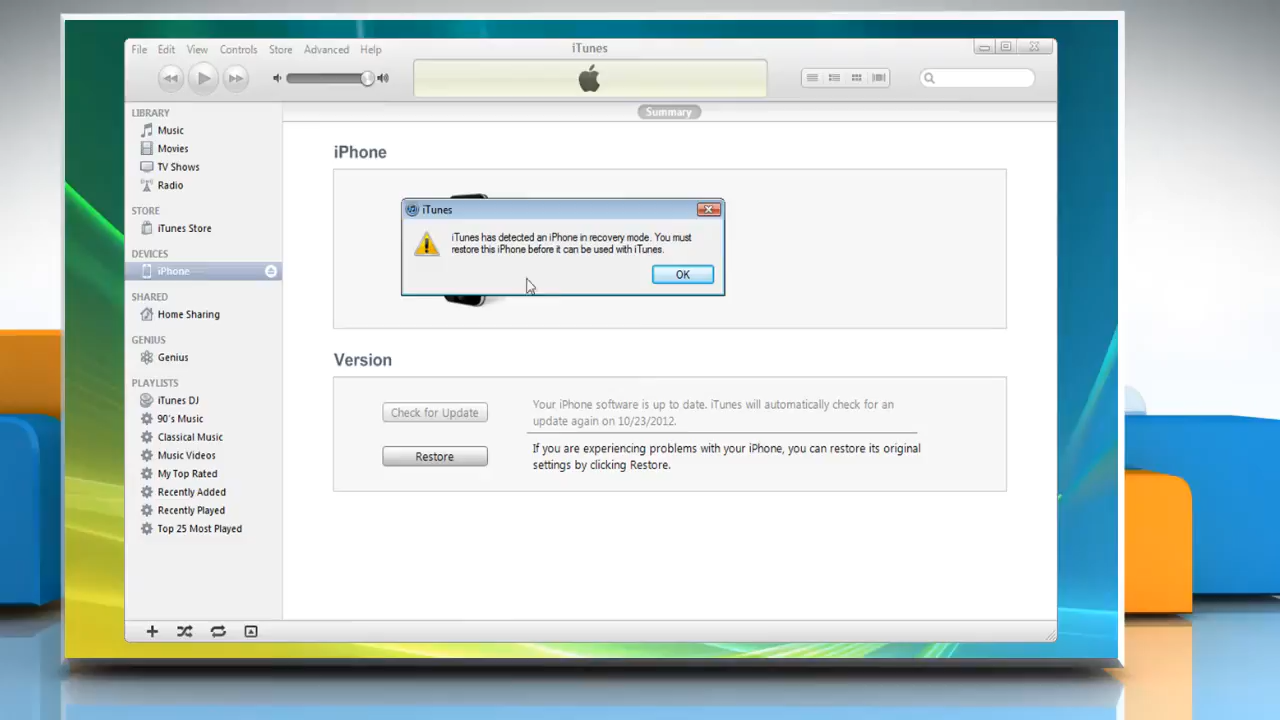 File Edit View Controls Store Advanced Help
iTunes
Summary
LIBRARY
Music
Movies
TV Shows
Radio
STORE
iTunes Store
DEVICES
iPhone
SHARED
Home Sharing
GENIUS
Genius
PLAYLISTS
iTunes DJ
90's Music
Classical Music
Music Videos
My Top Rated
Recently Added
Recently Played
Top 25 Most Played
iPhone
iTunes
iTunes has detected an iPhone in recovery mode. You must
restore this iPhone before it can be used with iTunes.
OK
Version
Check for Update
Your iPhone software is up to date. iTunes will automatically check for an
update again on 10/23/2012.
Restore
If you are experiencing problems with your iPhone, you can restore its original
settings by clicking Restore.